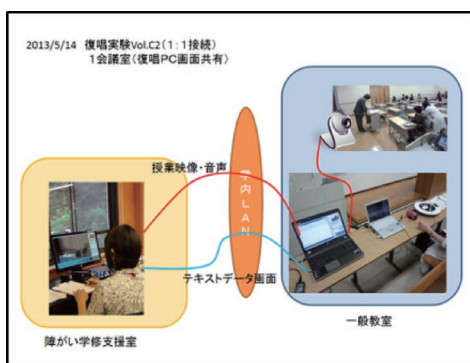 2013/5/14　復唱実験Vol.C2(1:1接続)
1会議室(復唱PC画面共有)
授業映像・音声
学内LAN
テキストデータ画面
障がい学修支援室
一般教室